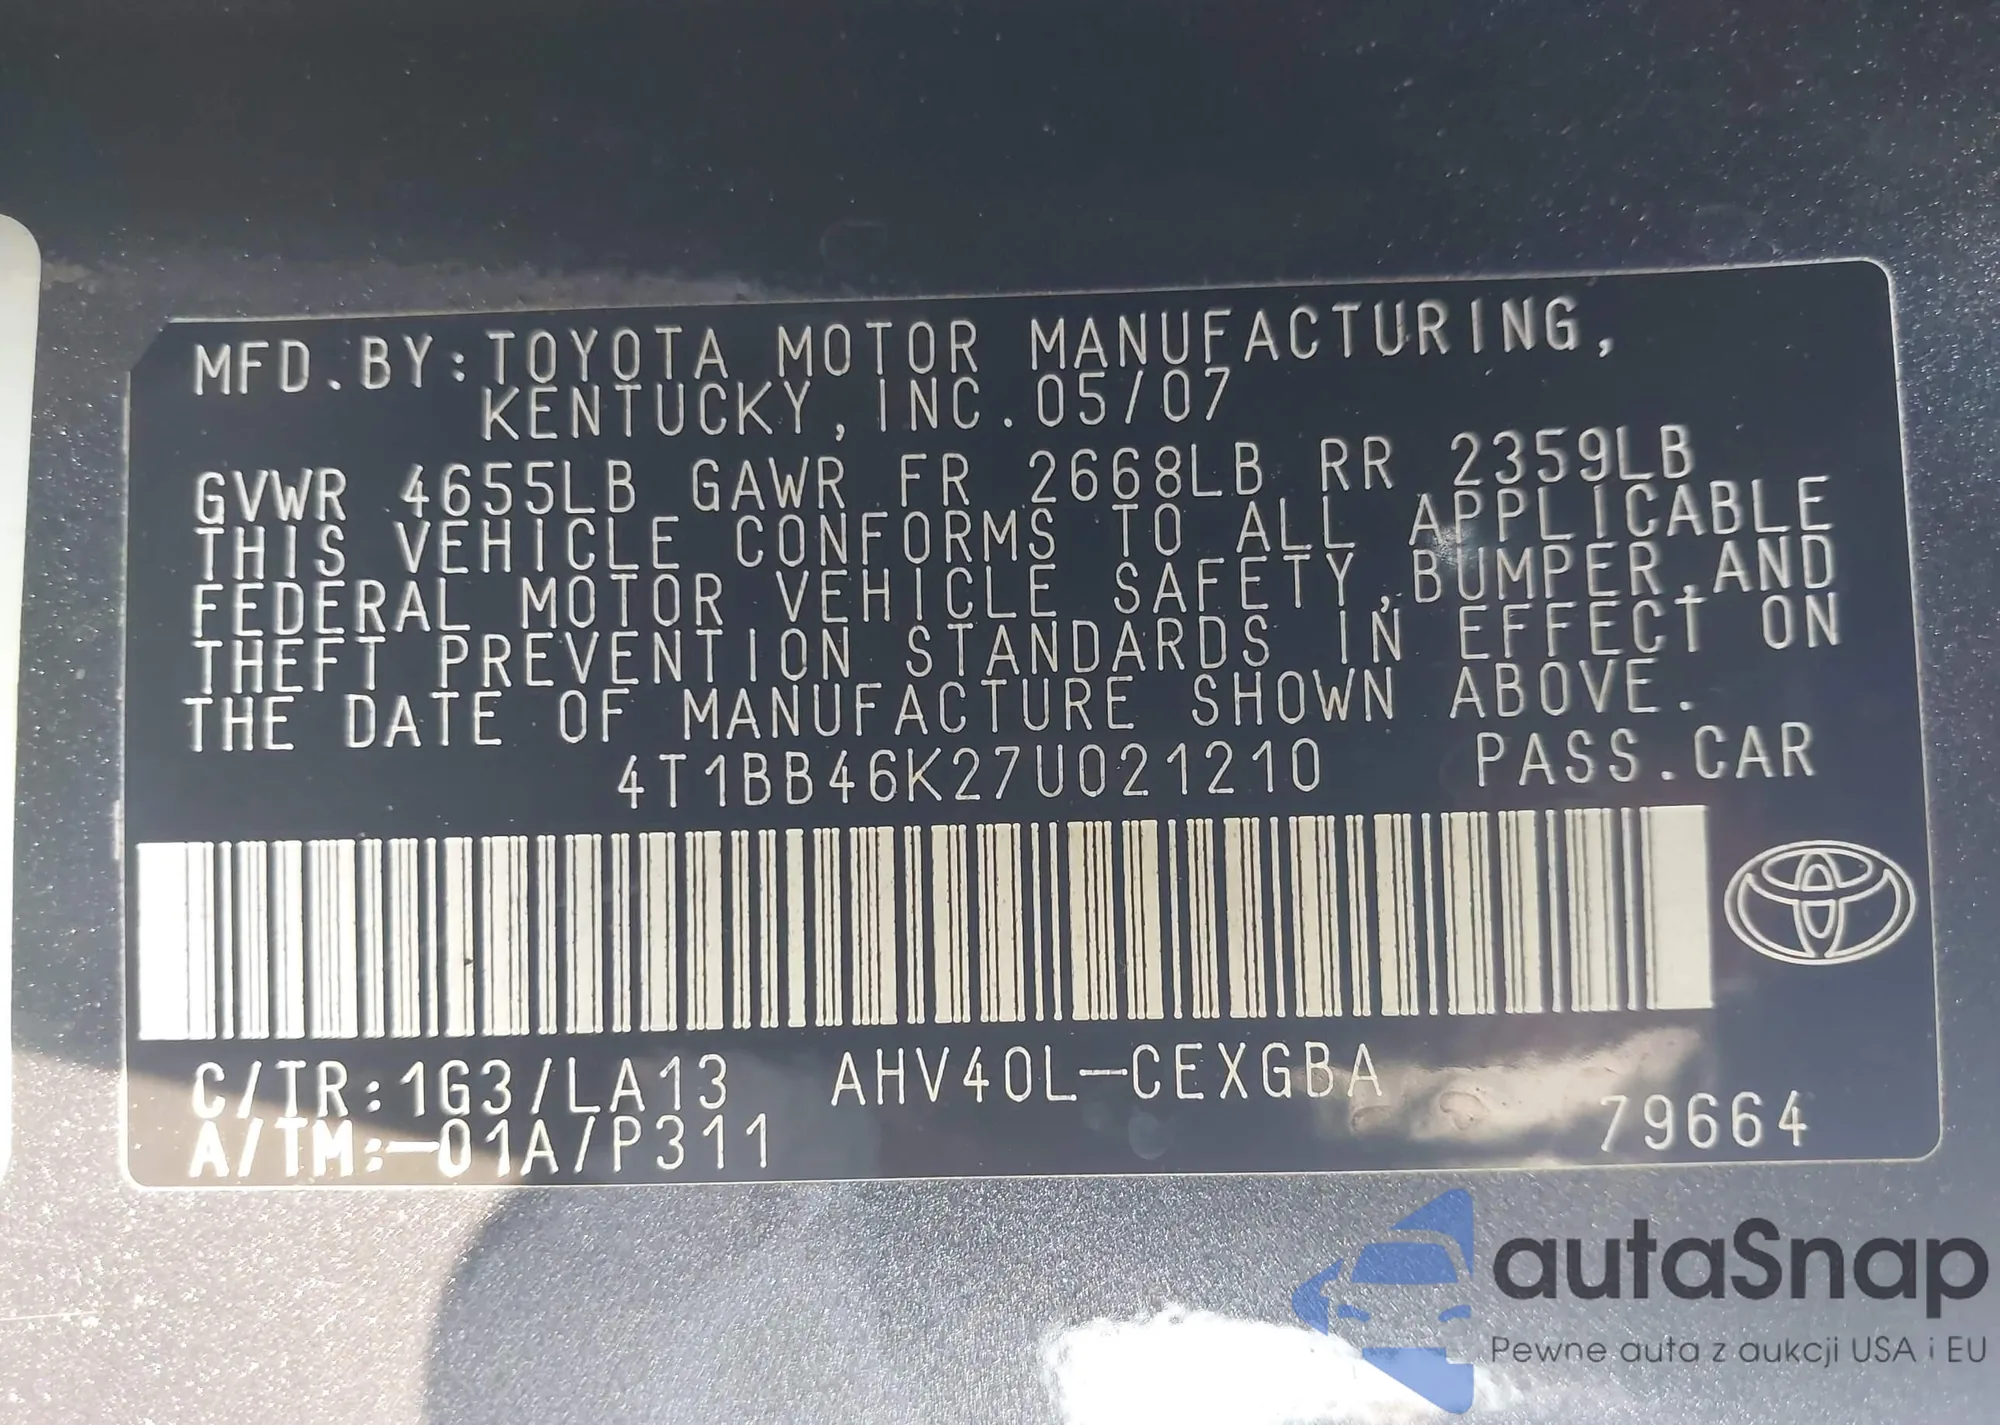 MFD.BY:TOYOTA MOTOR MANUFACTURING,
KENTUCKY,INC.05/07
GVWR 4655LB GAWR FR 2668LB RR 2359LB
THIS VEHICLE CONFORMS TO ALL APPLICABLE
FEDERAL MOTOR VEHICLE SAFETY,BUMPER,AND
THEFT PREVENTION STANDARDS IN EFFECT ON
THE DATE OF MANUFACTURE SHOWN ABOVE.
4T1BB46K27U021210 PASS.CAR
C/TR:1G3/LA13 AHV40L-CEXGBA
A/TM:-01A/P311 79664
autaSnap
Pewne auta z aukcji USA i EU